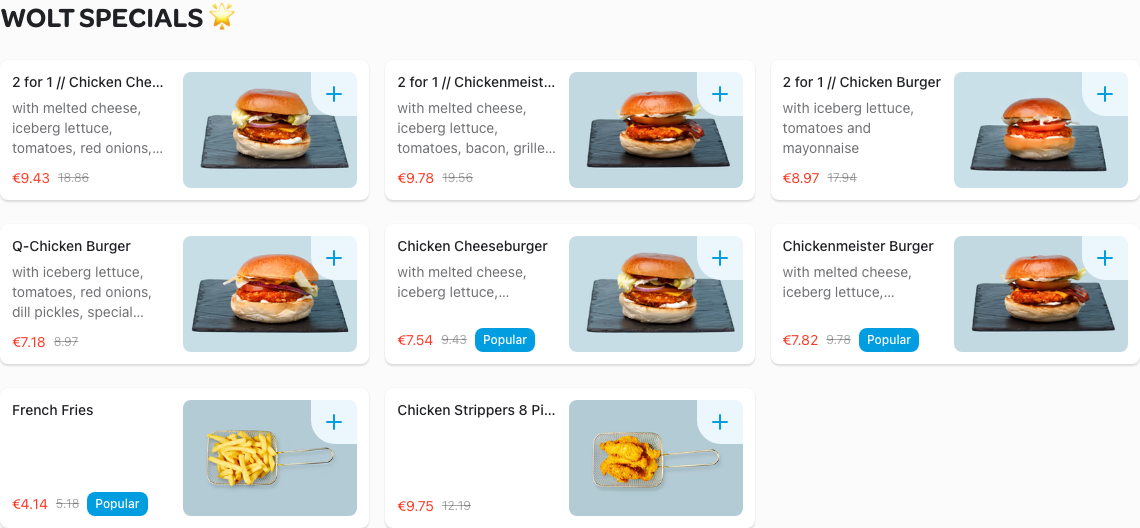 WOLT SPECIALS 🌟
2 for 1 // Chicken Che...
with melted cheese,
iceberg lettuce,
tomatoes, red onions,...
€9.43 18.86
2 for 1 // Chickenmeist...
with melted cheese,
iceberg lettuce,
tomatoes, bacon, grille...
€9.78 19.56
2 for 1 // Chicken Burger
with iceberg lettuce,
tomatoes and
mayonnaise
€8.97 17.94
Q-Chicken Burger
with iceberg lettuce,
tomatoes, red onions,
dill pickles, special...
€7.18 8.97
Chicken Cheeseburger
with melted cheese,
iceberg lettuce,...
€7.54 9.43 Popular
Chickenmeister Burger
with melted cheese,
iceberg lettuce,...
€7.82 9.78 Popular
French Fries
€4.14 5.18 Popular
Chicken Strippers 8 Pi...
€9.75 12.19